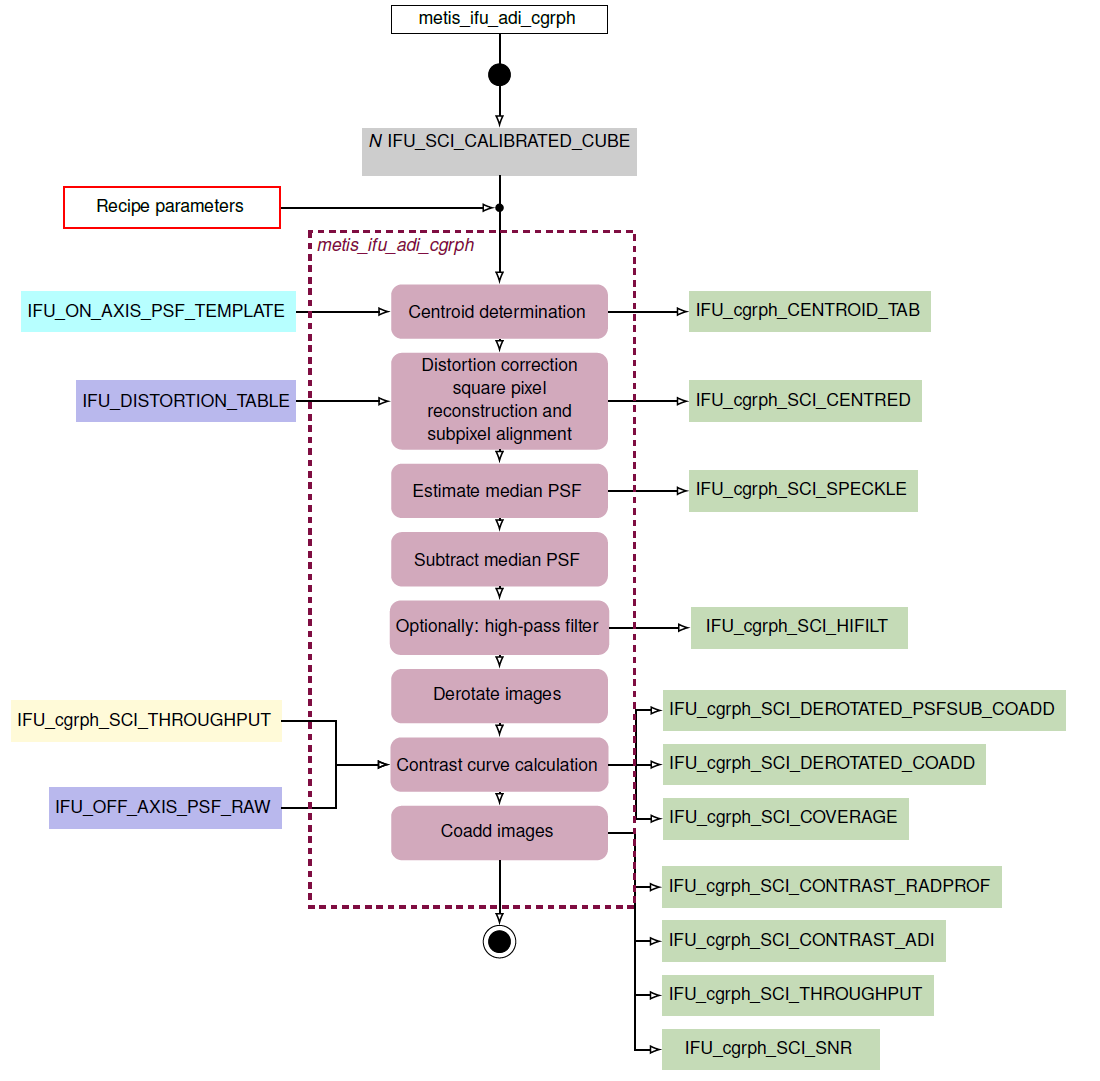 metis_ifu_adi_cgrph
N IFU_SCI_CALIBRATED_CUBE
Recipe parameters
metis_ifu_adi_cgrph
IFU_ON_AXIS_PSF_TEMPLATE
Centroid determination
IFU_cgrph_CENTROID_TAB
IFU_DISTORTION_TABLE
Distortion correction
square pixel
reconstruction and
subpixel alignment
IFU_cgrph_SCI_CENTRED
Estimate median PSF
IFU_cgrph_SCI_SPECKLE
Subtract median PSF
Optionally: high-pass filter
IFU_cgrph_SCI_HIFILT
Derotate images
IFU_cgrph_SCI_THROUGHPUT
IFU_OFF_AXIS_PSF_RAW
Contrast curve calculation
IFU_cgrph_SCI_DEROTATED_PSFSUB_COADD
IFU_cgrph_SCI_DEROTATED_COADD
IFU_cgrph_SCI_COVERAGE
Coadd images
IFU_cgrph_SCI_CONTRAST_RADPROF
IFU_cgrph_SCI_CONTRAST_ADI
IFU_cgrph_SCI_THROUGHPUT
IFU_cgrph_SCI_SNR